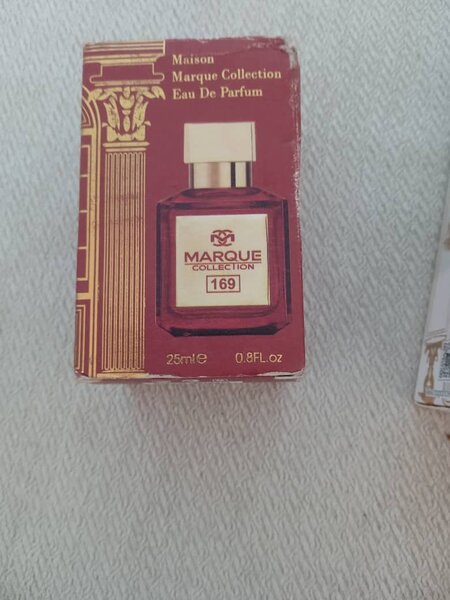 Maison
Marque Collection
Eau De Parfum
MARQUE
COLLECTION
169
25ml℮ 0.8FL.oz